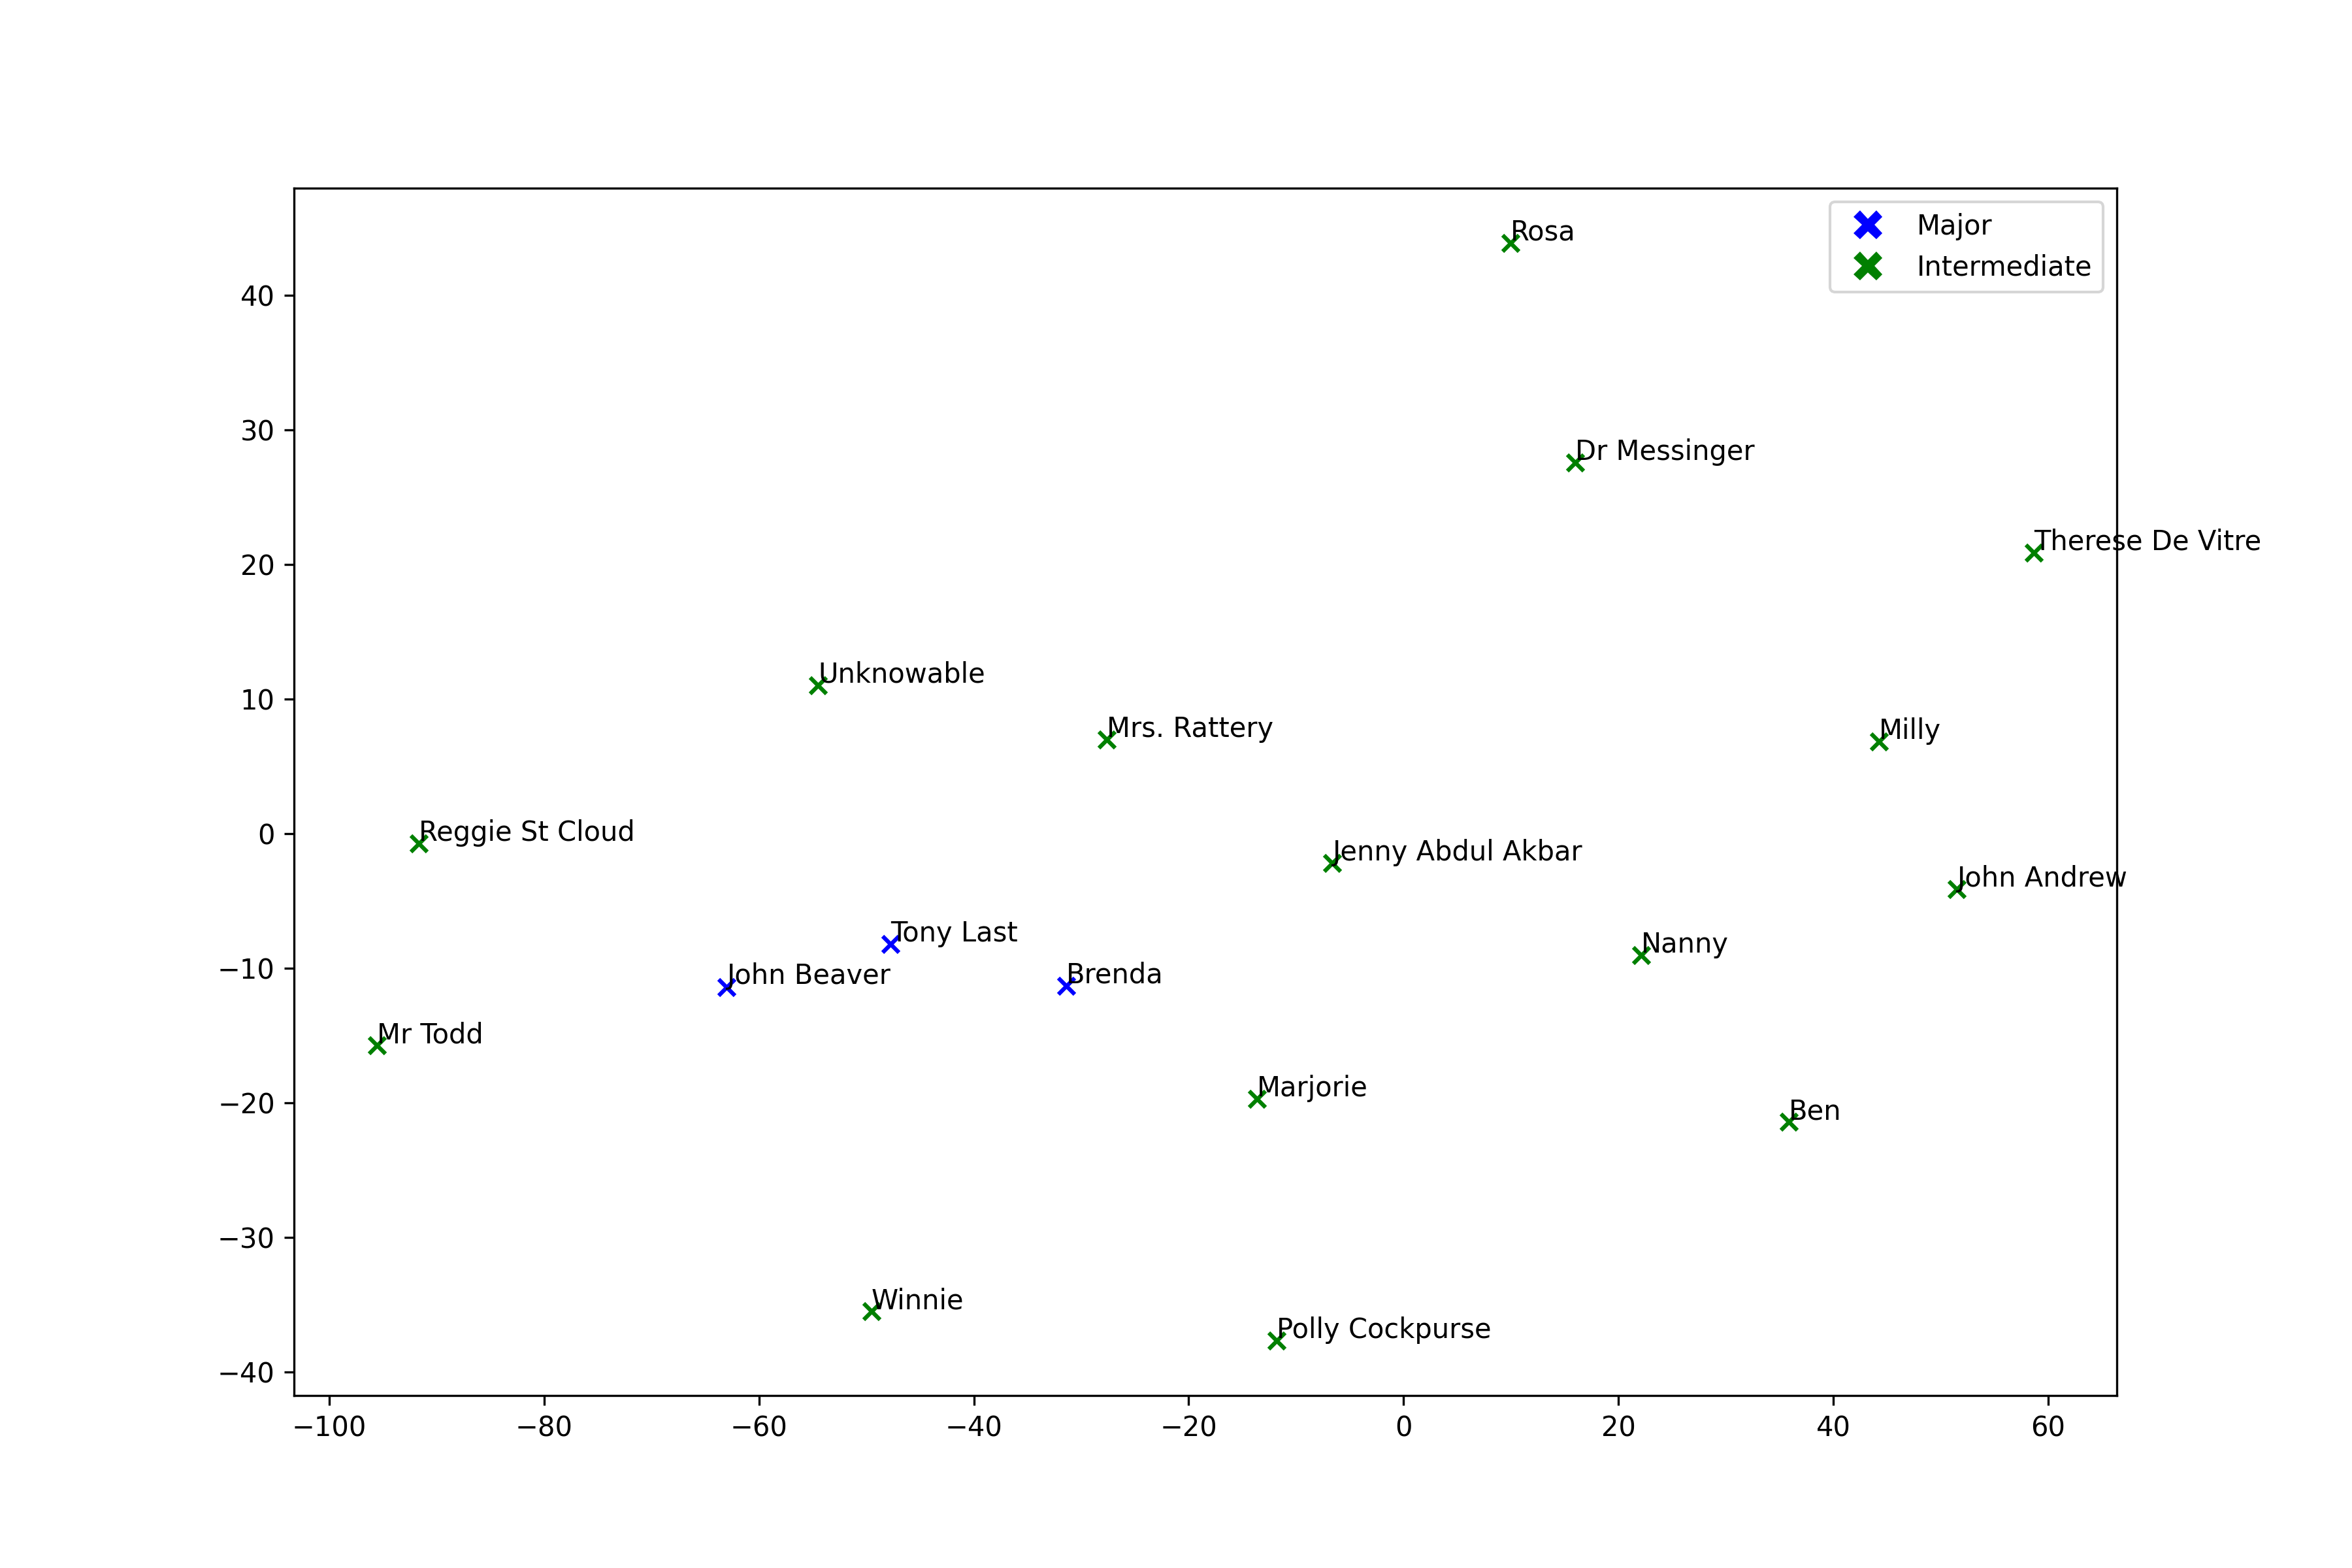 Rosa
Major
Intermediate
40
30
Dr Messinger
Therese De Vitre
20
Unknowable
10
Mrs. Rattery
Milly
0
Reggie St Cloud
Jenny Abdul Akbar
John Andrew
Tony Last
Nanny
−10
John Beaver
Brenda
Mr Todd
Marjorie
−20
Ben
−30
Winnie
Polly Cockpurse
−40
−100 −80 −60 −40 −20 0 20 40 60